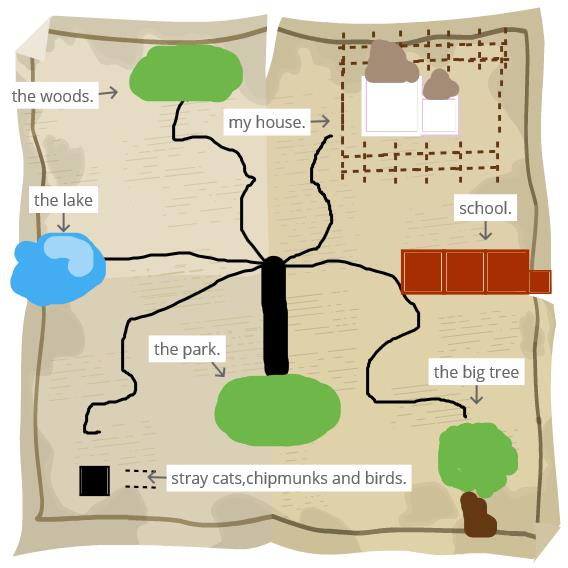 the woods.
my house.
the lake
school.
the park.
the big tree
stray cats,chipmunks and birds.